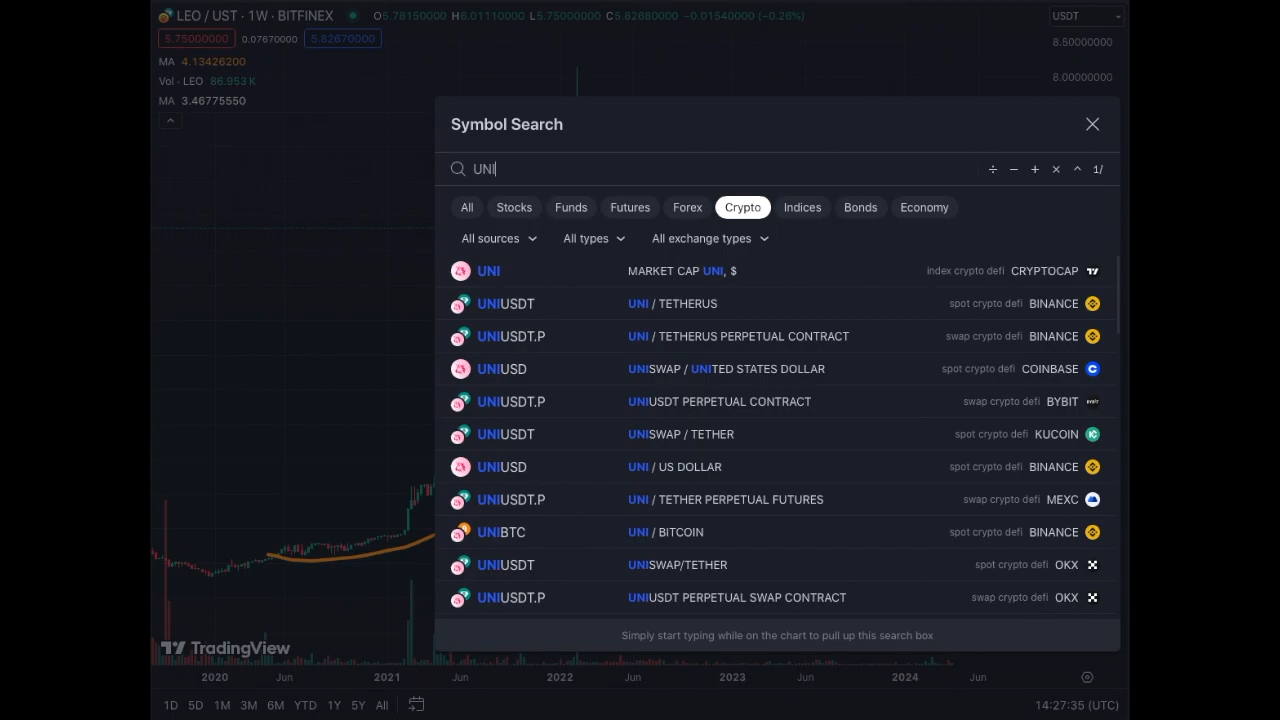 LEO / UST · 1W · BITFINEX O5.78150000 H6.01110000 L5.75000000 C5.82680000 −0.01540000 (−0.26%) USDT
5.75000000 0.07670000 5.82670000
8.50000000
MA 4.13426200
Vol · LEO 86.953 K
8.00000000
MA 3.46775550
Symbol Search
UNI ÷ − + × ^ 1/
All Stocks Funds Futures Forex Crypto Indices Bonds Economy
All sources All types All exchange types
UNI MARKET CAP UNI, $ index crypto defi CRYPTOCAP
UNIUSDT UNI / TETHERUS spot crypto defi BINANCE
UNIUSDT.P UNI / TETHERUS PERPETUAL CONTRACT swap crypto defi BINANCE
UNIUSD UNISWAP / UNITED STATES DOLLAR spot crypto defi COINBASE
UNIUSDT.P UNIUSDT PERPETUAL CONTRACT swap crypto defi BYBIT
UNIUSDT UNISWAP / TETHER spot crypto defi KUCOIN
UNIUSD UNI / US DOLLAR spot crypto defi BINANCE
UNIUSDT.P UNI / TETHER PERPETUAL FUTURES swap crypto defi MEXC
UNIBTC UNI / BITCOIN spot crypto defi BINANCE
UNIUSDT UNISWAP/TETHER spot crypto defi OKX
UNIUSDT.P UNIUSDT PERPETUAL SWAP CONTRACT swap crypto defi OKX
Simply start typing while on the chart to pull up this search box
TradingView
2020 Jun 2021 Jun 2022 Jun 2023 Jun 2024 Jun
1D 5D 1M 3M 6M YTD 1Y 5Y All 14:27:35 (UTC)